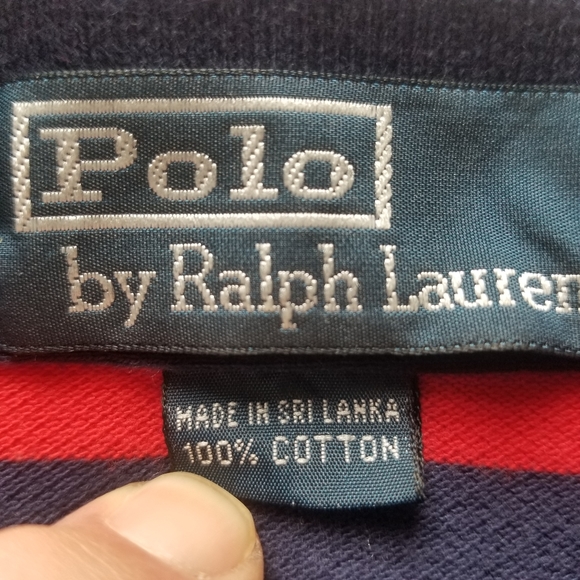 Polo
by Ralph Lauren
MADE IN SRI LANKA
100% COTTON